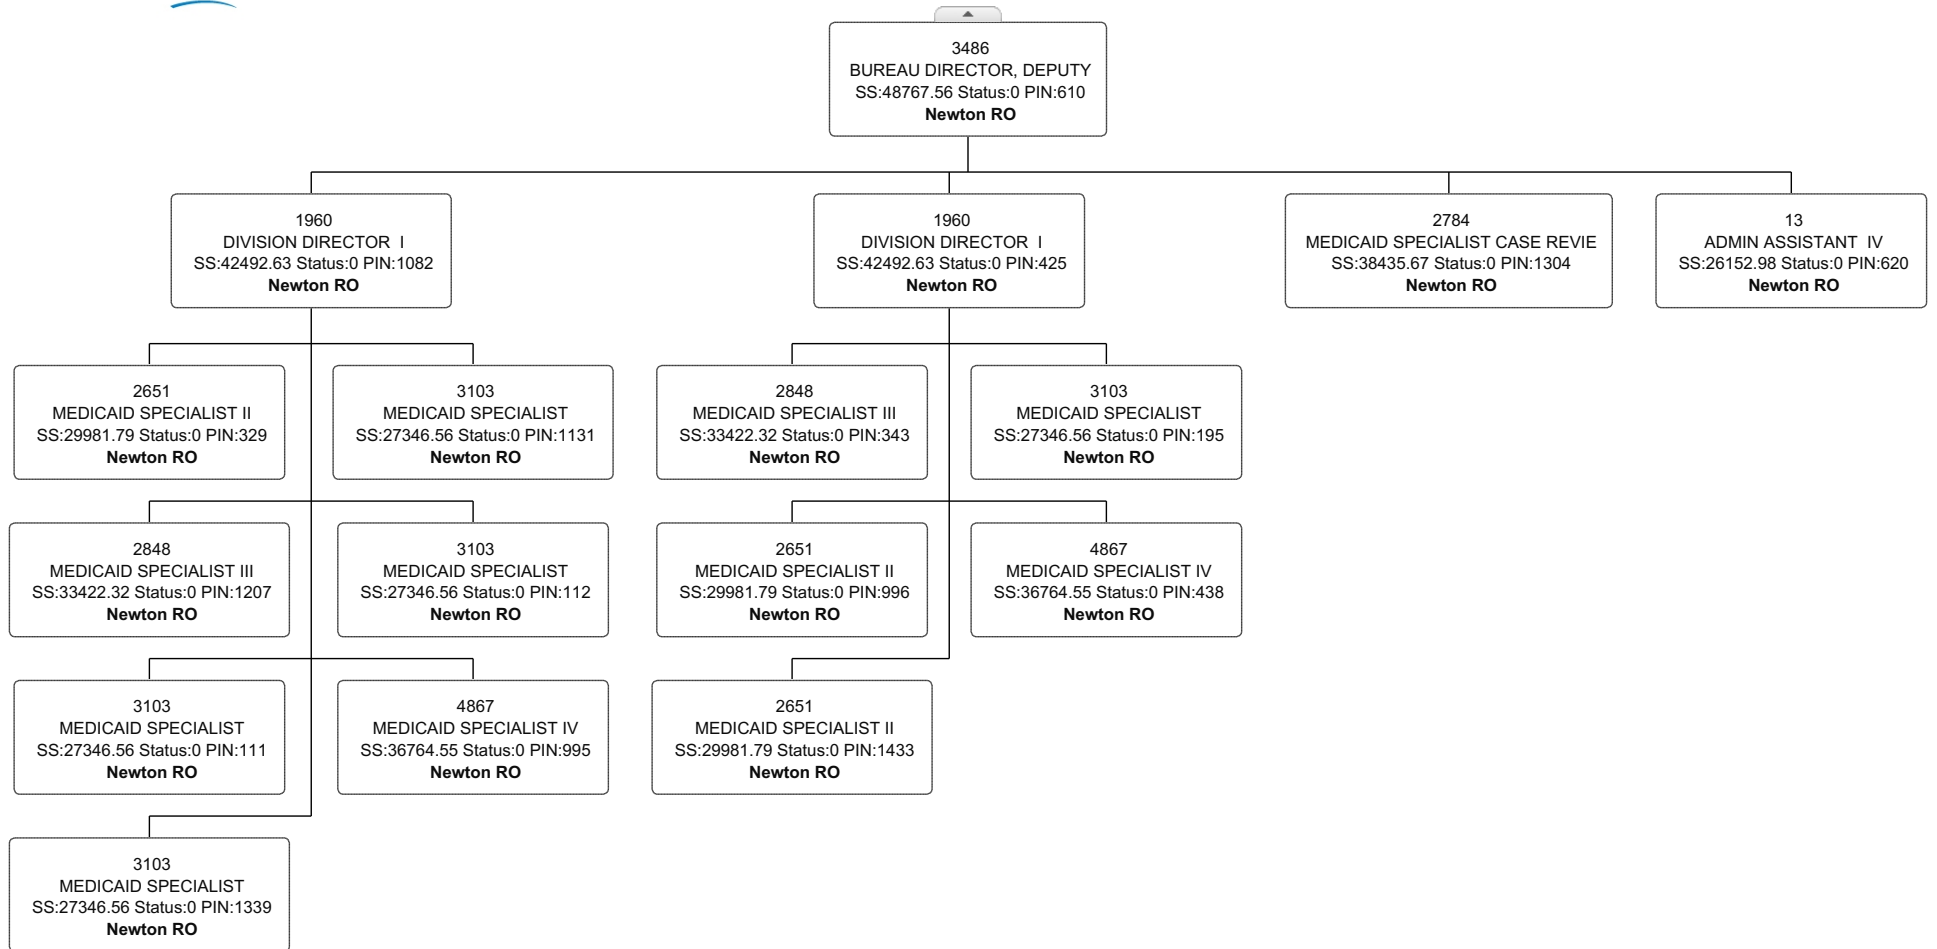 3486
BUREAU DIRECTOR, DEPUTY
SS:48767.56 Status:0 PIN:610
Newton RO
1960
DIVISION DIRECTOR  I
SS:42492.63 Status:0 PIN:1082
Newton RO
1960
DIVISION DIRECTOR  I
SS:42492.63 Status:0 PIN:425
Newton RO
2784
MEDICAID SPECIALIST CASE REVIE
SS:38435.67 Status:0 PIN:1304
Newton RO
13
ADMIN ASSISTANT  IV
SS:26152.98 Status:0 PIN:620
Newton RO
2651
MEDICAID SPECIALIST II
SS:29981.79 Status:0 PIN:329
Newton RO
3103
MEDICAID SPECIALIST
SS:27346.56 Status:0 PIN:1131
Newton RO
2848
MEDICAID SPECIALIST III
SS:33422.32 Status:0 PIN:343
Newton RO
3103
MEDICAID SPECIALIST
SS:27346.56 Status:0 PIN:195
Newton RO
2848
MEDICAID SPECIALIST III
SS:33422.32 Status:0 PIN:1207
Newton RO
3103
MEDICAID SPECIALIST
SS:27346.56 Status:0 PIN:112
Newton RO
2651
MEDICAID SPECIALIST II
SS:29981.79 Status:0 PIN:996
Newton RO
4867
MEDICAID SPECIALIST IV
SS:36764.55 Status:0 PIN:438
Newton RO
3103
MEDICAID SPECIALIST
SS:27346.56 Status:0 PIN:111
Newton RO
4867
MEDICAID SPECIALIST IV
SS:36764.55 Status:0 PIN:995
Newton RO
2651
MEDICAID SPECIALIST II
SS:29981.79 Status:0 PIN:1433
Newton RO
3103
MEDICAID SPECIALIST
SS:27346.56 Status:0 PIN:1339
Newton RO